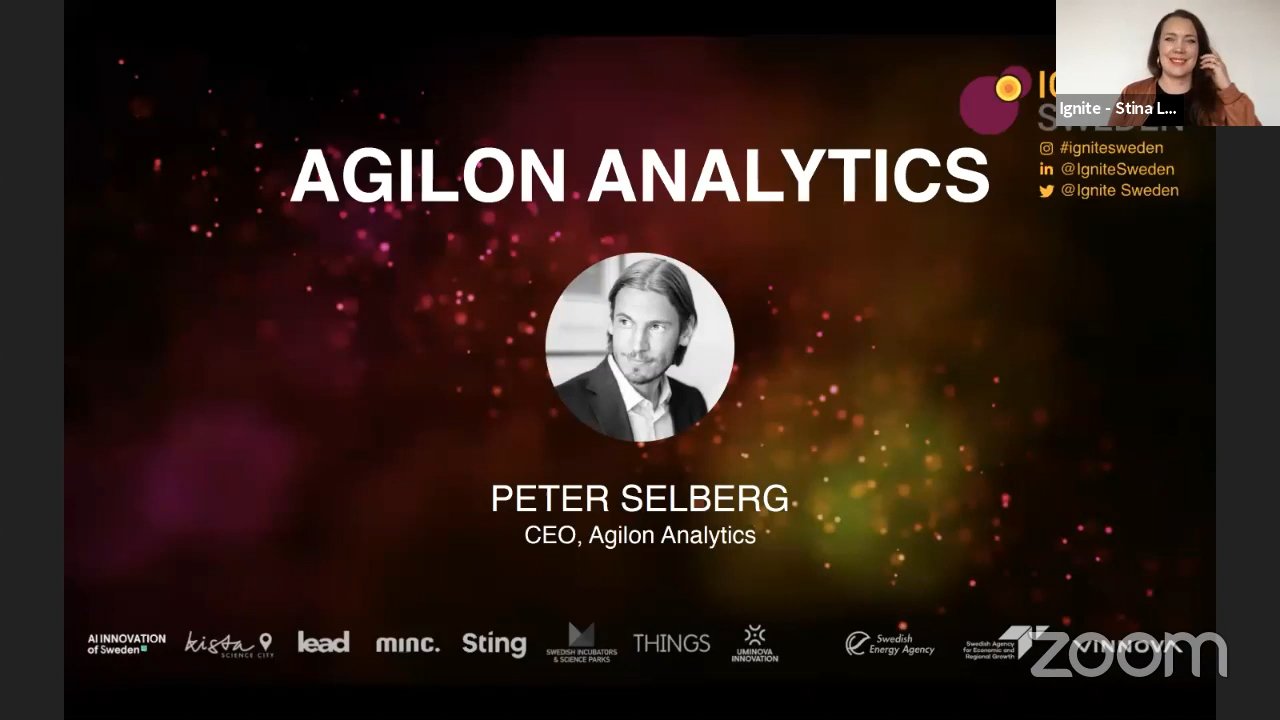 AGILON ANALYTICS
Ignite - Stina L...
SWEDEN
#ignitesweden
@IgniteSweden
@Ignite Sweden
PETER SELBERG
CEO, Agilon Analytics
AI INNOVATION
of Sweden
kista
SCIENCE CITY
lead
minc.
Sting
SWEDISH INCUBATORS
& SCIENCE PARKS
THINGS
UMINOVA
INNOVATION
Swedish
Energy Agency
Swedish Agency
for Economic and
Regional Growth
VINNOVA
zoom